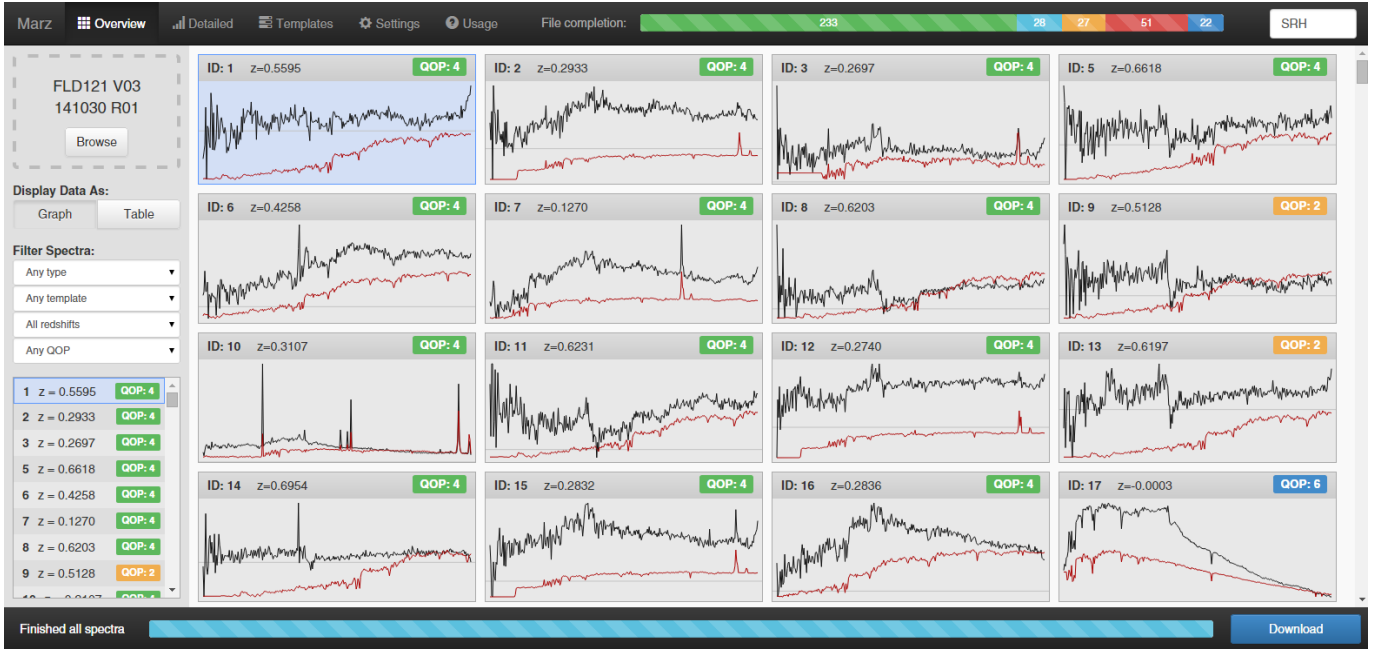 Marz Overview Detailed Templates Settings Usage File completion: 233 28 27 51 22 SRH
FLD121 V03
141030 R01
Browse
Display Data As:
Graph Table
Filter Spectra:
Any type
Any template
All redshifts
Any QOP
1 z = 0.5595 QOP: 4
2 z = 0.2933 QOP: 4
3 z = 0.2697 QOP: 4
5 z = 0.6618 QOP: 4
6 z = 0.4258 QOP: 4
7 z = 0.1270 QOP: 4
8 z = 0.6203 QOP: 4
9 z = 0.5128 QOP: 2
ID: 1 z=0.5595 QOP: 4
ID: 2 z=0.2933 QOP: 4
ID: 3 z=0.2697 QOP: 4
ID: 5 z=0.6618 QOP: 4
ID: 6 z=0.4258 QOP: 4
ID: 7 z=0.1270 QOP: 4
ID: 8 z=0.6203 QOP: 4
ID: 9 z=0.5128 QOP: 2
ID: 10 z=0.3107 QOP: 4
ID: 11 z=0.6231 QOP: 4
ID: 12 z=0.2740 QOP: 4
ID: 13 z=0.6197 QOP: 2
ID: 14 z=0.6954 QOP: 4
ID: 15 z=0.2832 QOP: 4
ID: 16 z=0.2836 QOP: 4
ID: 17 z=-0.0003 QOP: 6
Finished all spectra Download